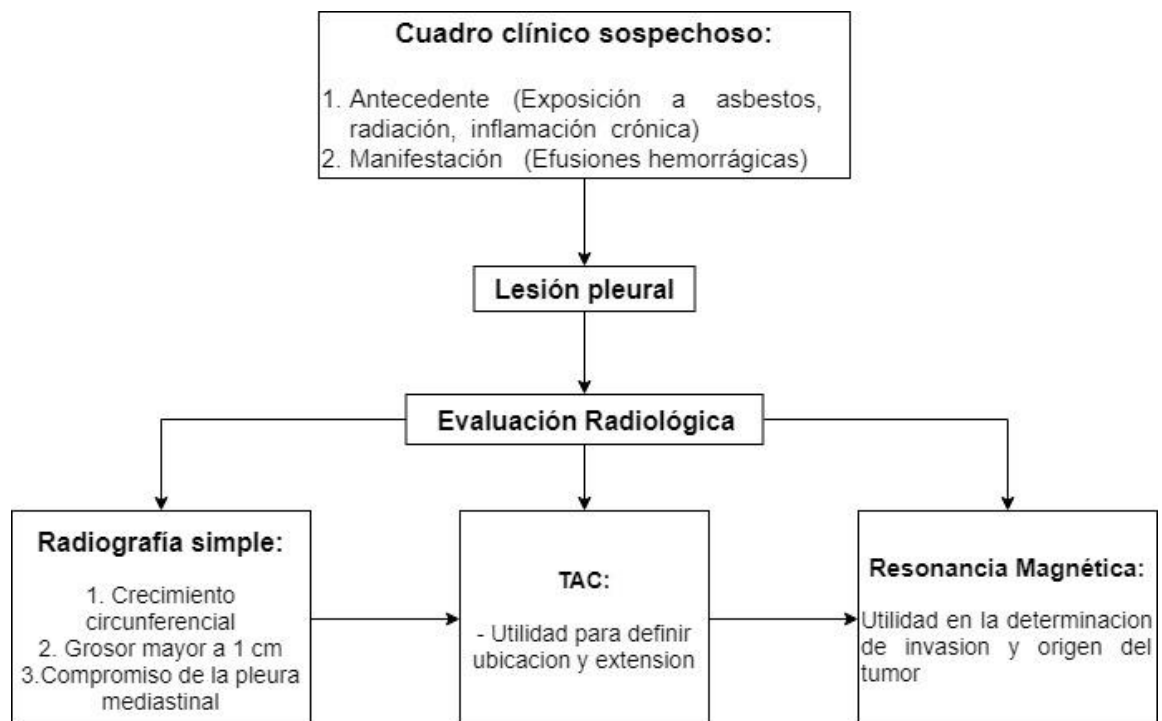 Cuadro clínico sospechoso:
1. Antecedente (Exposición a asbestos,
radiación, inflamación crónica)
2. Manifestación (Efusiones hemorrágicas)
Lesión pleural
Evaluación Radiológica
Radiografía simple:
1. Crecimiento
circunferencial
2. Grosor mayor a 1 cm
3.Compromiso de la pleura
mediastinal
TAC:
- Utilidad para definir
ubicacion y extension
Resonancia Magnética:
Utilidad en la determinacion
de invasion y origen del
tumor